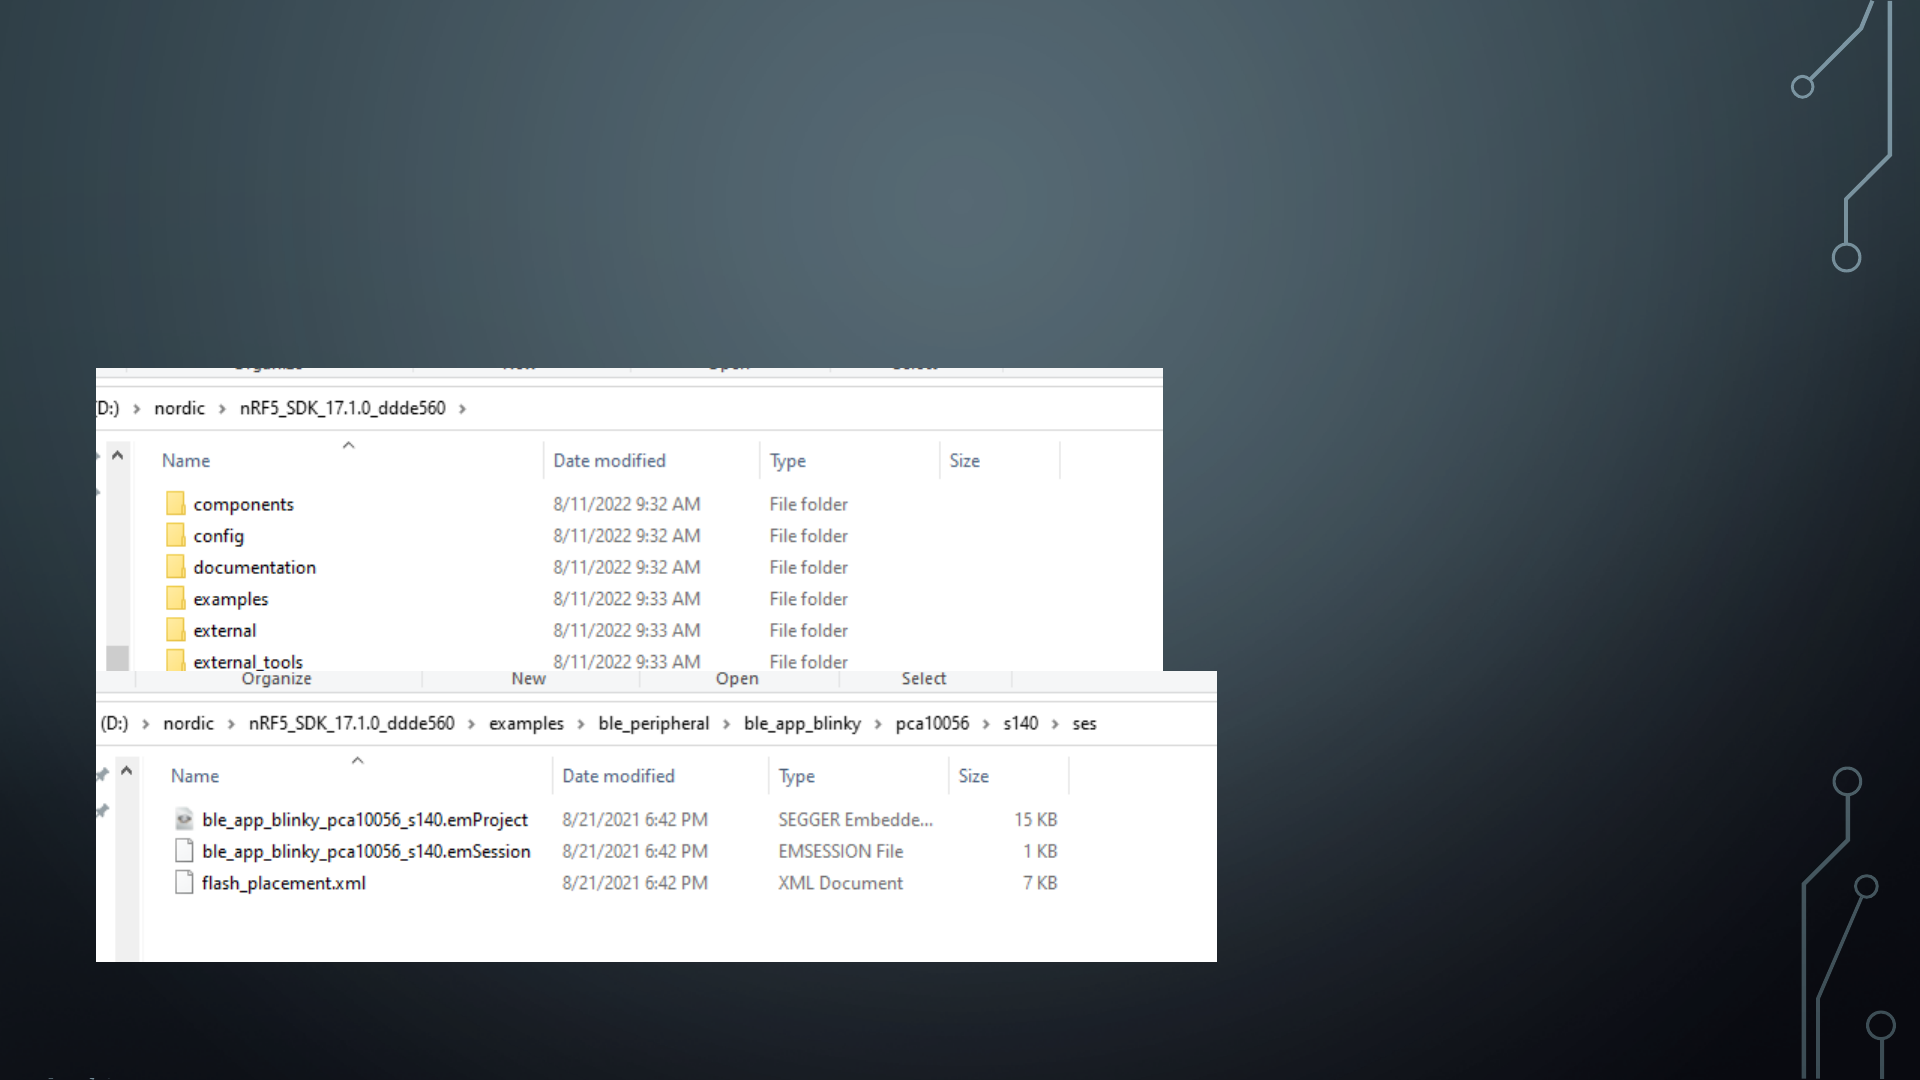 Organize New Open Select
(D:) > nordic > nRF5_SDK_17.1.0_ddde560 >
Name Date modified Type Size
components 8/11/2022 9:32 AM File folder
config 8/11/2022 9:32 AM File folder
documentation 8/11/2022 9:32 AM File folder
examples 8/11/2022 9:33 AM File folder
external 8/11/2022 9:33 AM File folder
external_tools 8/11/2022 9:33 AM File folder
Organize New Open Select
(D:) > nordic > nRF5_SDK_17.1.0_ddde560 > examples > ble_peripheral > ble_app_blinky > pca10056 > s140 > ses
Name Date modified Type Size
ble_app_blinky_pca10056_s140.emProject 8/21/2021 6:42 PM SEGGER Embedde... 15 KB
ble_app_blinky_pca10056_s140.emSession 8/21/2021 6:42 PM EMSESSION File 1 KB
flash_placement.xml 8/21/2021 6:42 PM XML Document 7 KB